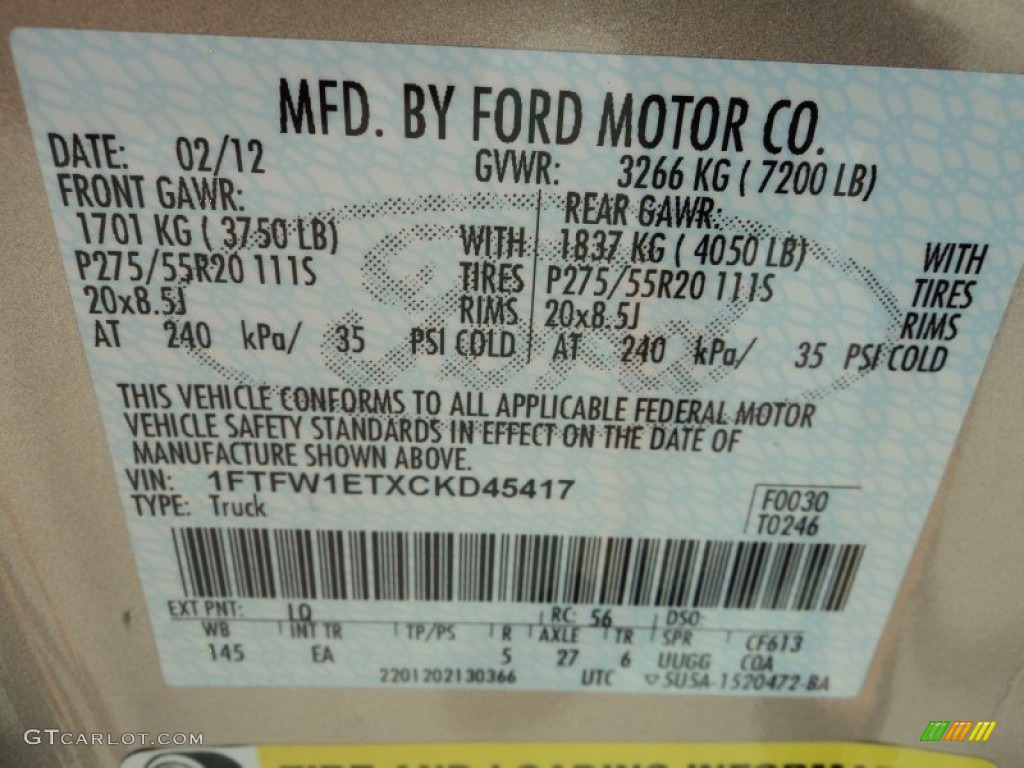 MFD. BY FORD MOTOR CO.
DATE: 02/12 GVWR: 3266 KG ( 7200 LB)
FRONT GAWR: REAR GAWR:
1701 KG ( 3750 LB) WITH 1837 KG ( 4050 LB) WITH
P275/55R20 111S TIRES P275/55R20 111S TIRES
20x8.5J RIMS 20x8.5J RIMS
AT 240 kPa/ 35 PSI COLD AT 240 kPa/ 35 PSI COLD
THIS VEHICLE CONFORMS TO ALL APPLICABLE FEDERAL MOTOR
VEHICLE SAFETY STANDARDS IN EFFECT ON THE DATE OF
MANUFACTURE SHOWN ABOVE.
VIN: 1FTFW1ETXCKD45417
TYPE: Truck
F0030
T0246
EXT PNT: LQ RC: 56 DSO:
WB INT TR TP/PS R AXLE TR SPR CF613
145 EA 5 27 6 UUGG COA
2201202130366 UTC ▽ SU5A-1520472-BA
GTCARLOT.COM
TIRE AND LOADING INFORMA